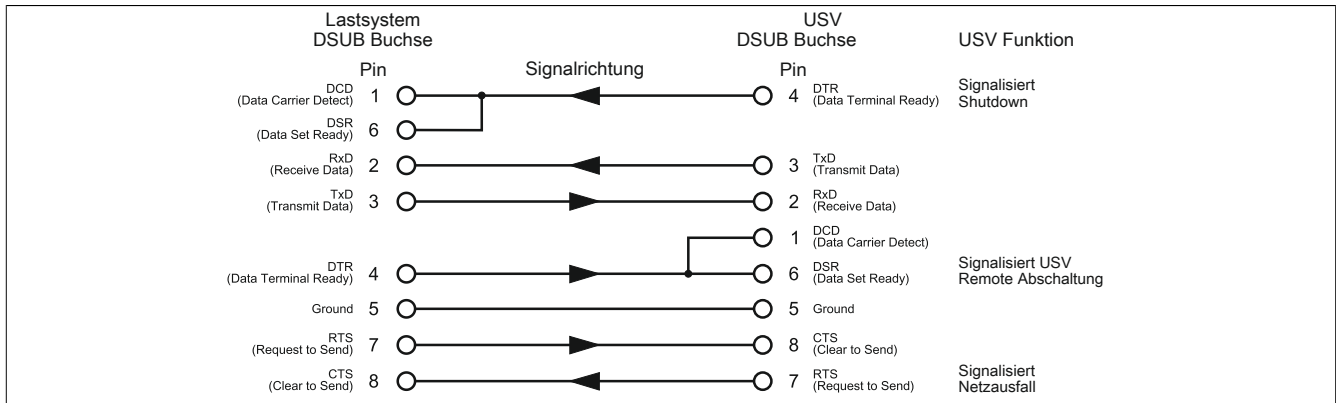 Lastsystem
DSUB Buchse
USV
DSUB Buchse
USV Funktion
Pin
Signalrichtung
Pin
DCD
(Data Carrier Detect)
1
4
DTR
(Data Terminal Ready)
Signalisiert
Shutdown
DSR
(Data Set Ready)
6
RxD
(Receive Data)
2
3
TxD
(Transmit Data)
TxD
(Transmit Data)
3
2
RxD
(Receive Data)
1
DCD
(Data Carrier Detect)
DTR
(Data Terminal Ready)
4
6
DSR
(Data Set Ready)
Signalisiert USV
Remote Abschaltung
Ground
5
5
Ground
RTS
(Request to Send)
7
8
CTS
(Clear to Send)
CTS
(Clear to Send)
8
7
RTS
(Request to Send)
Signalisiert
Netzausfall